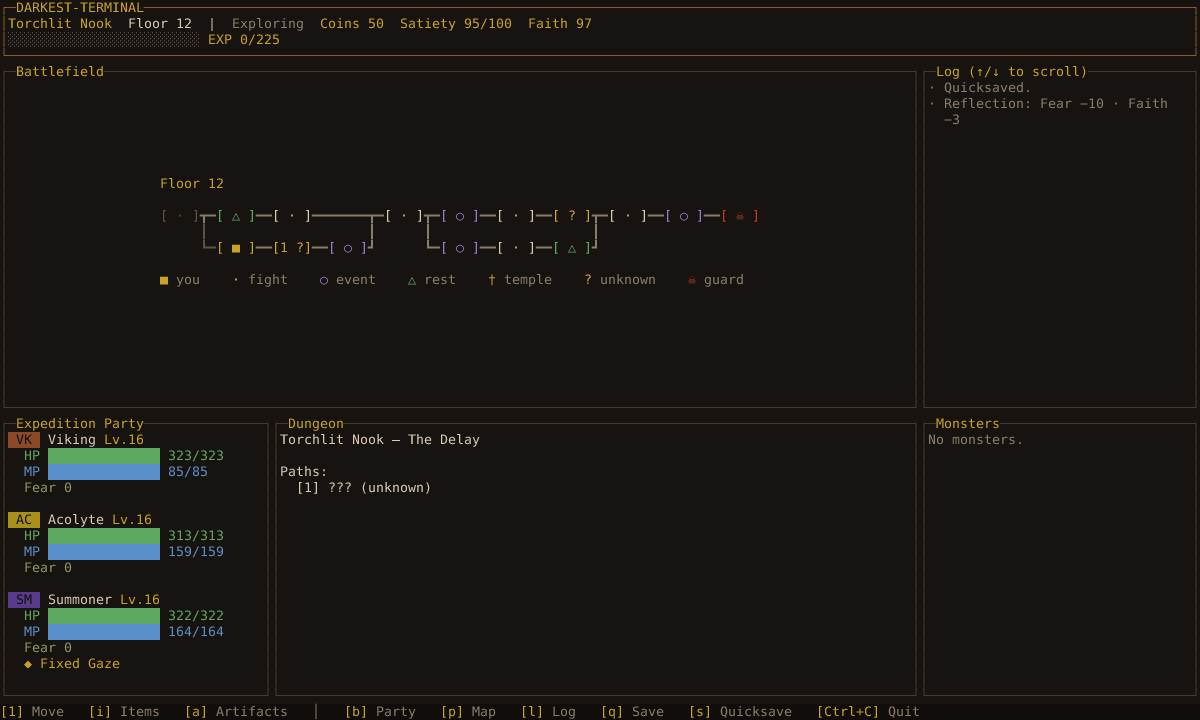 DARKEST-TERMINAL
Torchlit Nook  Floor 12  |  Exploring  Coins 50  Satiety 95/100  Faith 97
EXP 0/225
Battlefield
Floor 12
[ · ] [ △ ] [ · ] [ · ] [ ○ ] [ · ] [ ? ] [ · ] [ ○ ] [ ☠ ]
[ ■ ] [1 ?] [ ○ ] [ ○ ] [ · ] [ △ ]
■ you  · fight  ○ event  △ rest  † temple  ? unknown  ☠ guard
Log (↑/↓ to scroll)
· Quicksaved.
· Reflection: Fear −10 · Faith
−3
Expedition Party
VK Viking Lv.16
HP 323/323
MP 85/85
Fear 0
AC Acolyte Lv.16
HP 313/313
MP 159/159
Fear 0
SM Summoner Lv.16
HP 322/322
MP 164/164
Fear 0
◆ Fixed Gaze
Dungeon
Torchlit Nook — The Delay
Paths:
[1] ??? (unknown)
Monsters
No monsters.
[1] Move  [i] Items  [a] Artifacts  │  [b] Party  [p] Map  [l] Log  [q] Save  [s] Quicksave  [Ctrl+C] Quit